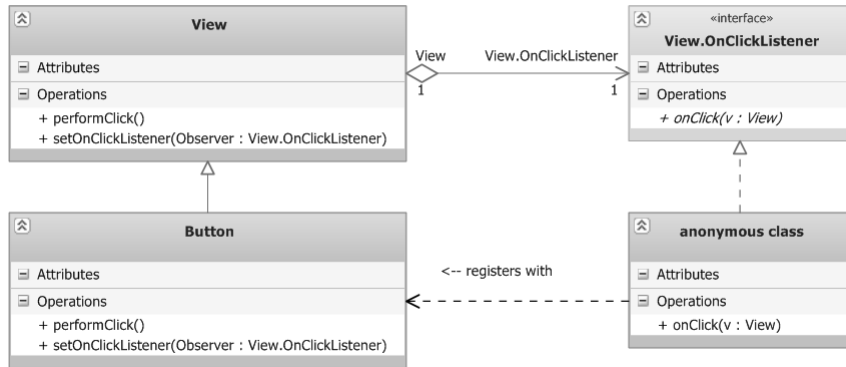 View
Attributes
Operations
+ performClick()
+ setOnClickListener(Observer : View.OnClickListener)
View
View.OnClickListener
1
1
«interface»
View.OnClickListener
Attributes
Operations
+ onClick(v : View)
Button
Attributes
Operations
+ performClick()
+ setOnClickListener(Observer : View.OnClickListener)
<-- registers with
anonymous class
Attributes
Operations
+ onClick(v : View)